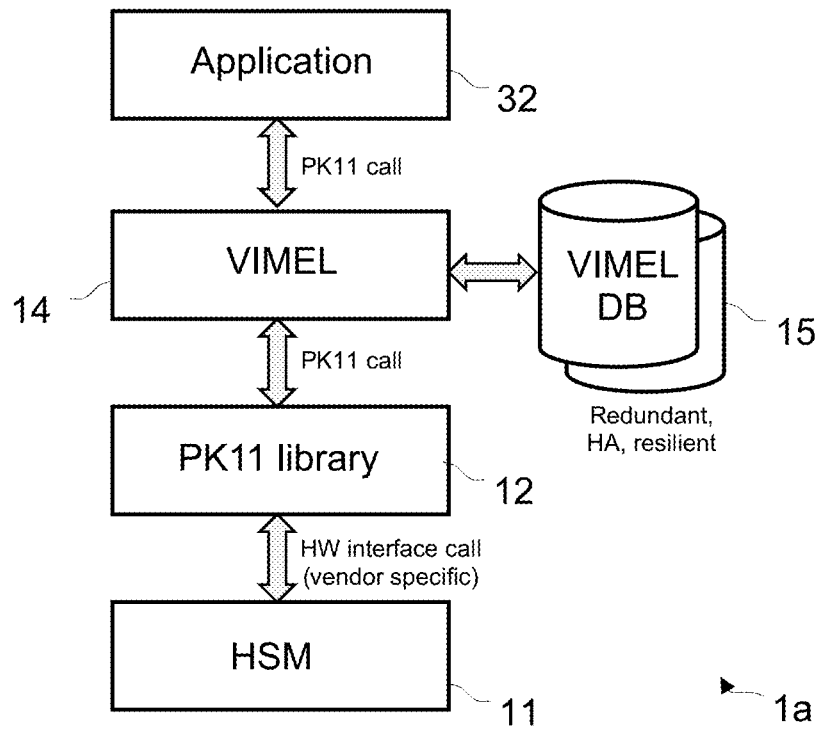 Application
32
PK11 call
VIMEL
14
VIMEL
DB
15
PK11 call
Redundant,
HA, resilient
PK11 library
12
HW interface call
(vendor specific)
HSM
11
1a